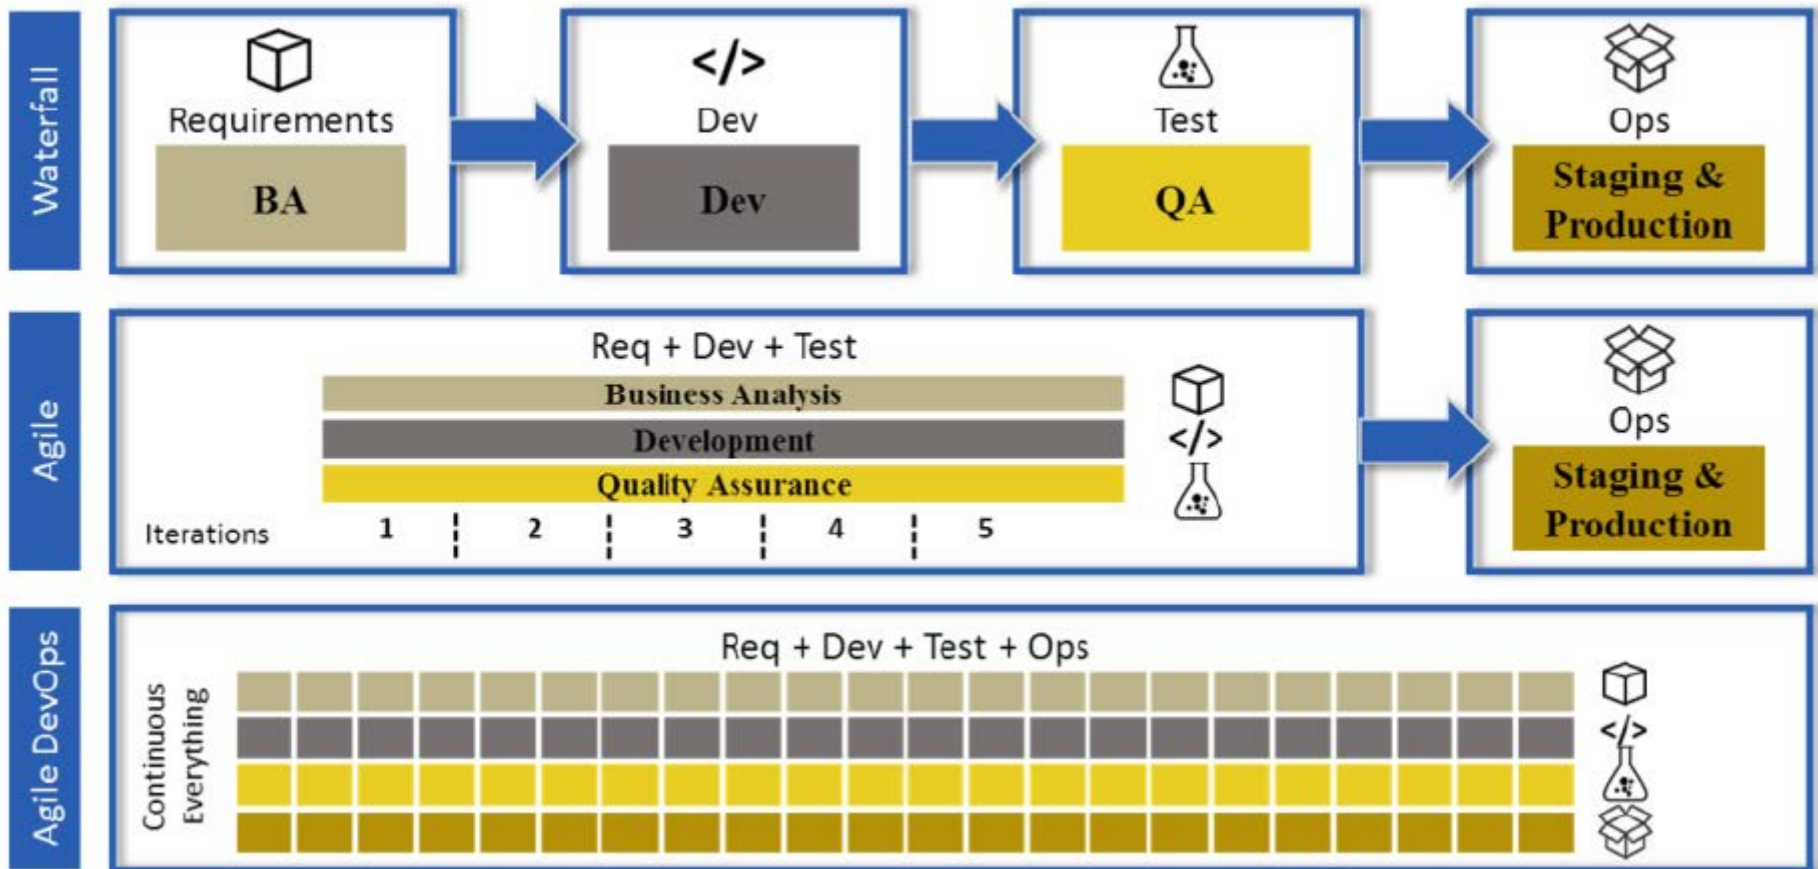 Waterfall
Requirements
BA
</>
Dev
Dev
Test
QA
Ops
Staging &
Production
Agile
Req + Dev + Test
Business Analysis
Development
Quality Assurance
</>
Iterations 1 2 3 4 5
Ops
Staging &
Production
Agile DevOps
Req + Dev + Test + Ops
Continuous
Everything
</>